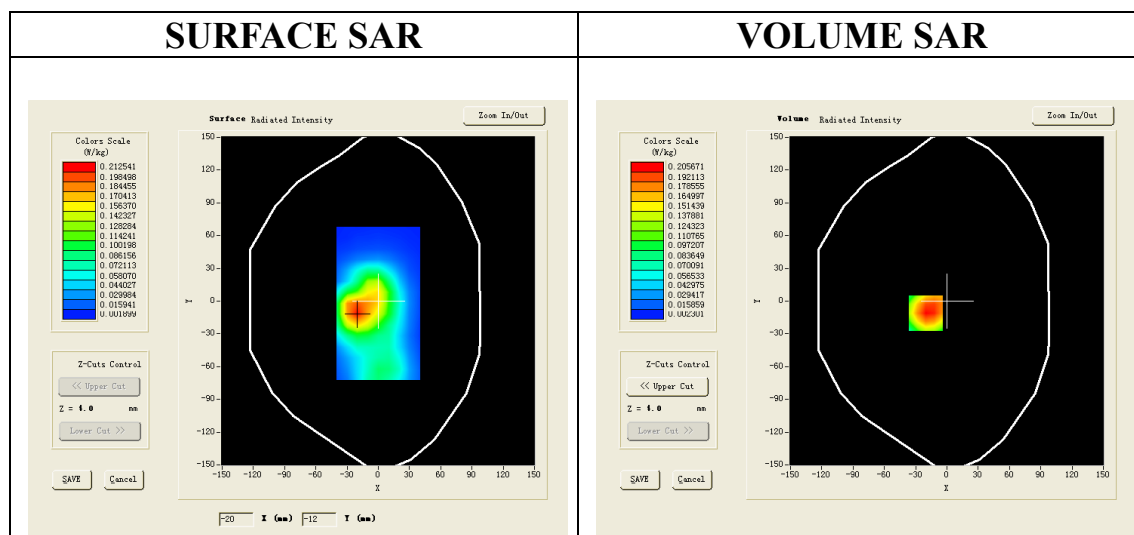 SURFACE SAR
VOLUME SAR
Surface Radiated Intensity
Zoom In/Out
Colors Scale
(W/kg)
0.212541
0.198498
0.184455
0.170413
0.156370
0.142327
0.128284
0.114241
0.100198
0.086156
0.072113
0.058070
0.044027
0.029984
0.015941
0.001899
150
120
90
60
30
0
-30
-60
-90
-120
-150
Y
-150 -120 -90 -60 -30 0 30 60 90 120 150
X
Z-Cuts Control
<< Upper Cut
Z = 4.0 mm
Lower Cut >>
SAVE Cancel
-20 X (mm) -12 Y (mm)
Volume Radiated Intensity
Zoom In/Out
Colors Scale
(W/kg)
0.205671
0.192113
0.178555
0.164997
0.151439
0.137881
0.124323
0.110765
0.097207
0.083649
0.070091
0.056533
0.042975
0.029417
0.015859
0.002301
150
120
90
60
30
0
-30
-60
-90
-120
-150
Y
-150 -120 -90 -60 -30 0 30 60 90 120 150
X
Z-Cuts Control
<< Upper Cut
Z = 4.0 mm
Lower Cut >>
SAVE Cancel